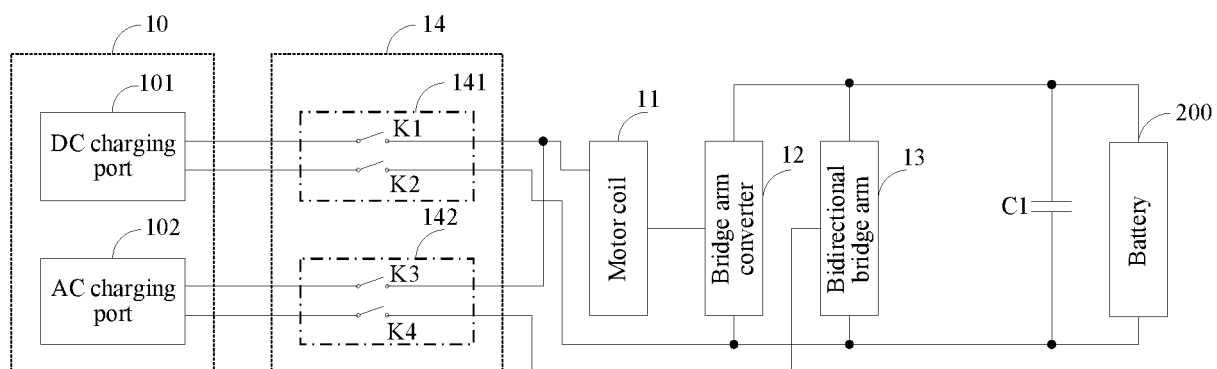 10
14
101
141
DC charging
port
K1
K2
11
Motor coil
12
Bridge arm
converter
13
Bidirectional
bridge arm
C1
200
Battery
102
142
AC charging
port
K3
K4